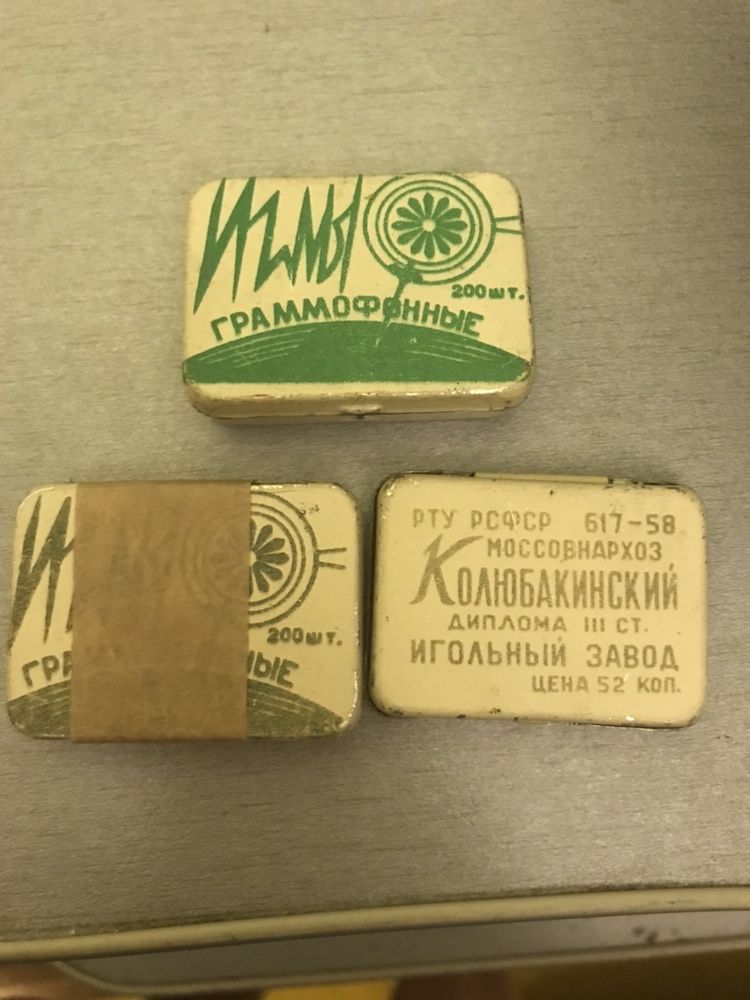 Иглы
200 шт.
ГРАММОФОННЫЕ
200 шт.
РТУ РСФСР 617-58
МОССОВНАРХОЗ
КОЛЮБАКИНСКИЙ
ДИПЛОМА III СТ.
ИГОЛЬНЫЙ ЗАВОД
ЦЕНА 52 КОП.